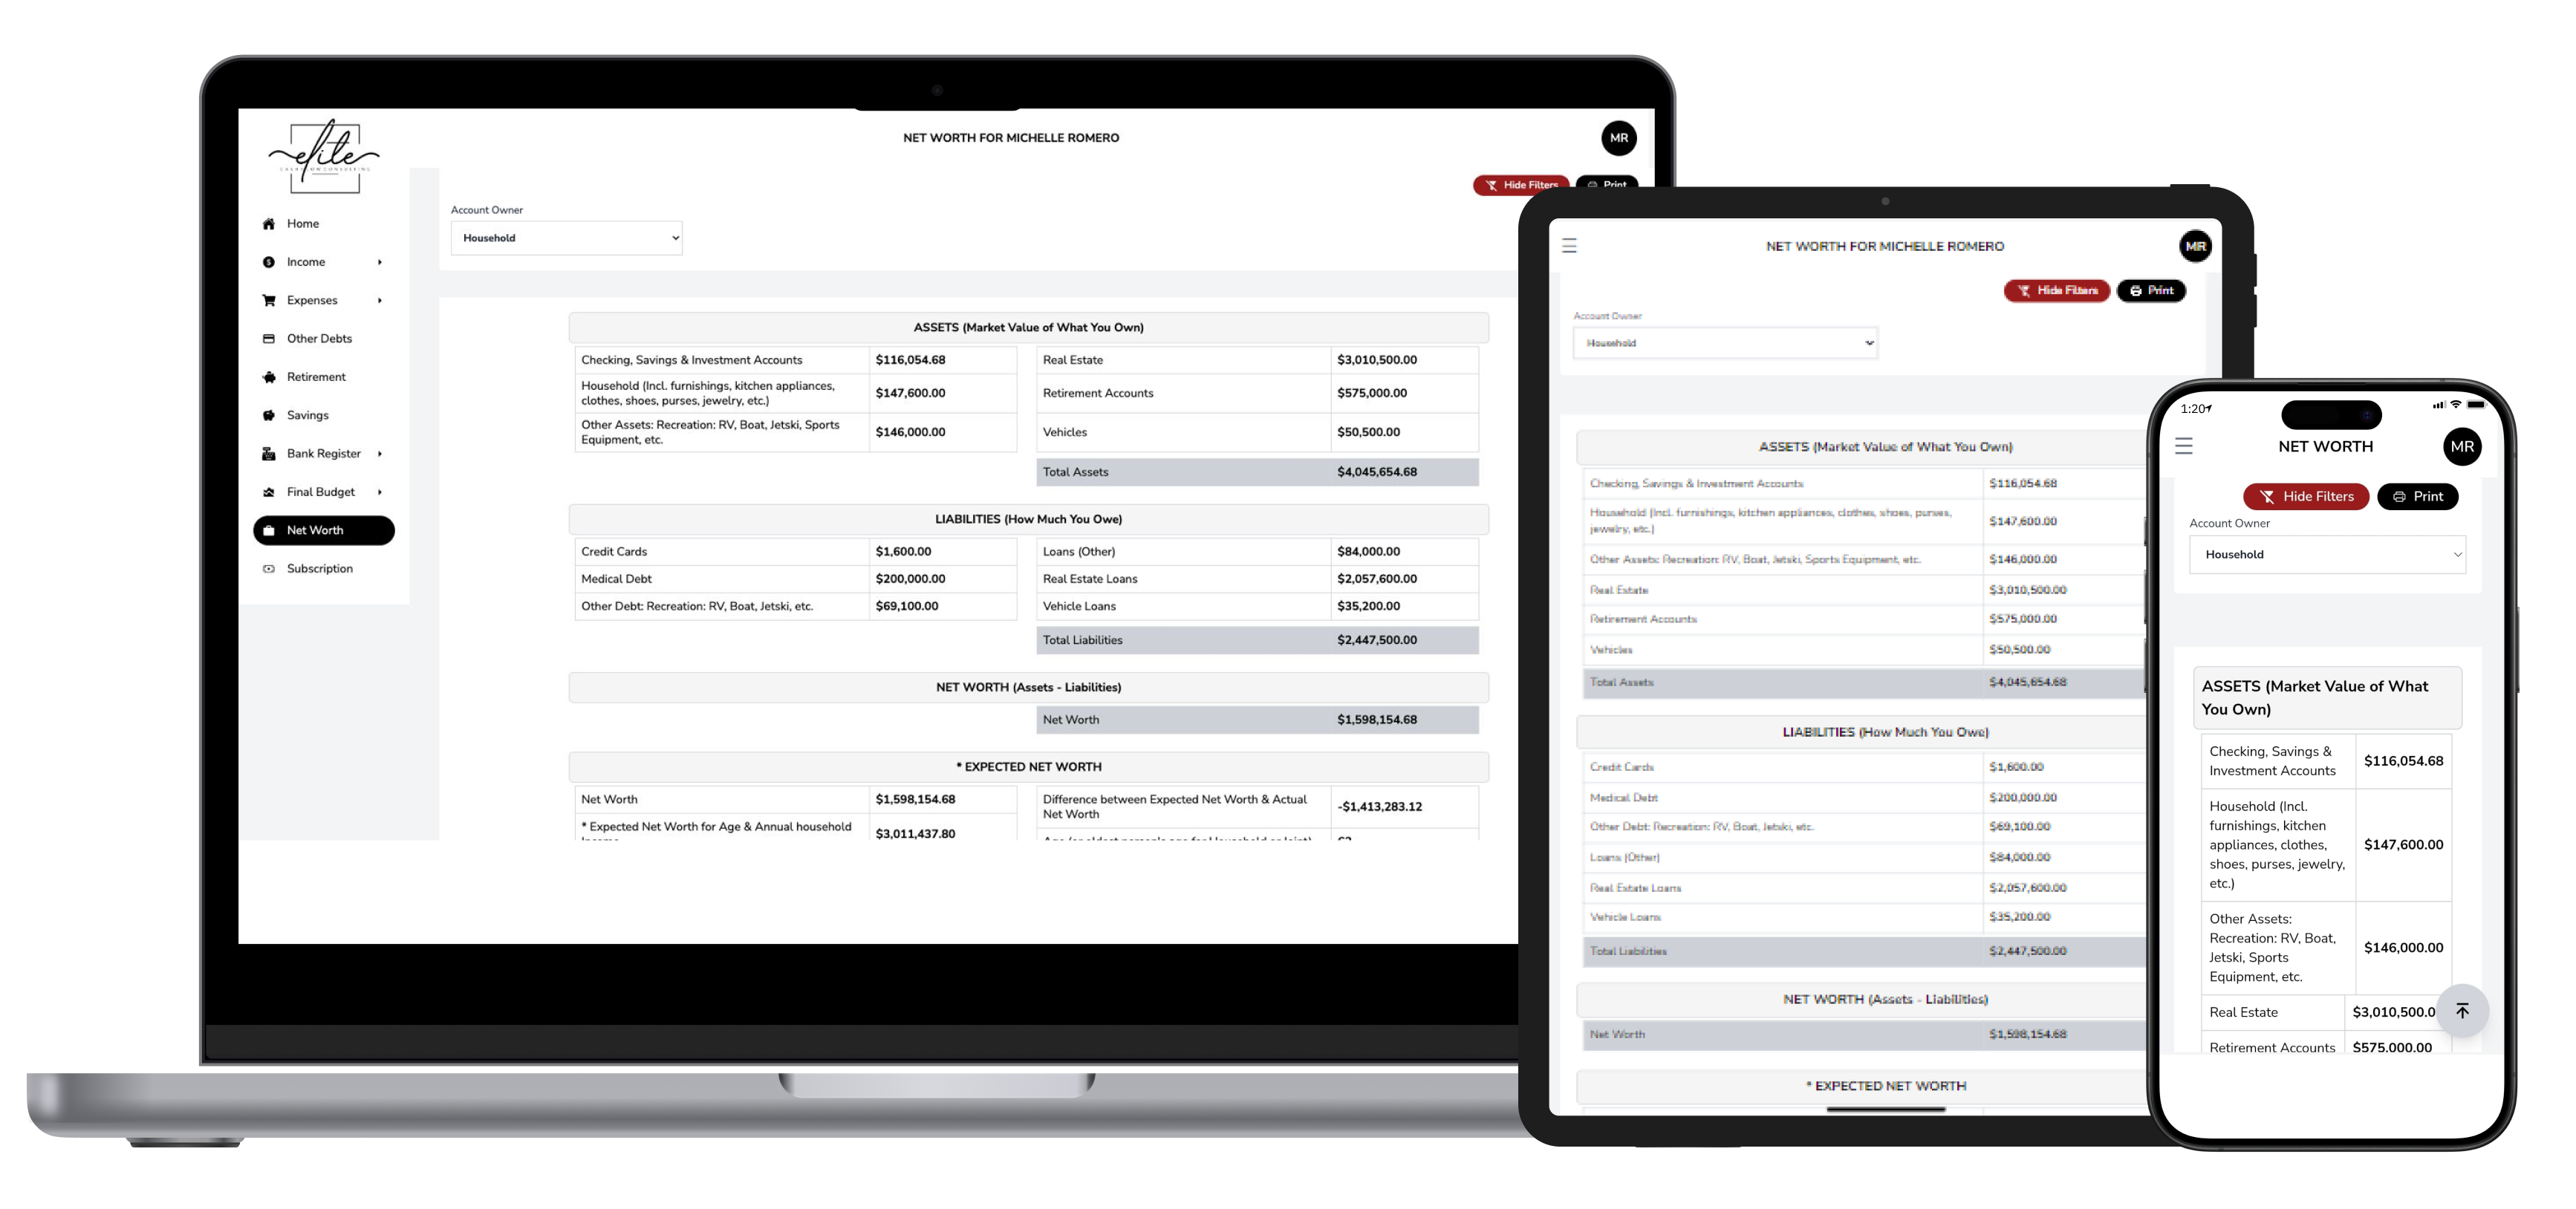 elite
CASH FLOW CONSULTING
NET WORTH FOR MICHELLE ROMERO
MR
Hide Filters
Print
Account Owner
Household
Home
Income
Expenses
Other Debts
Retirement
Savings
Bank Register
Final Budget
Net Worth
Subscription
ASSETS (Market Value of What You Own)
Checking, Savings & Investment Accounts $116,054.68 Real Estate $3,010,500.00
Household (Incl. furnishings, kitchen appliances,
clothes, shoes, purses, jewelry, etc.) $147,600.00 Retirement Accounts $575,000.00
Other Assets: Recreation: RV, Boat, Jetski, Sports
Equipment, etc. $146,000.00 Vehicles $50,500.00
Total Assets $4,045,654.68
LIABILITIES (How Much You Owe)
Credit Cards $1,600.00 Loans (Other) $84,000.00
Medical Debt $200,000.00 Real Estate Loans $2,057,600.00
Other Debt: Recreation: RV, Boat, Jetski, etc. $69,100.00 Vehicle Loans $35,200.00
Total Liabilities $2,447,500.00
NET WORTH (Assets - Liabilities)
Net Worth $1,598,154.68
* EXPECTED NET WORTH
Net Worth $1,598,154.68 Difference between Expected Net Worth & Actual
Net Worth -$1,413,283.12
* Expected Net Worth for Age & Annual household
$3,011,437.80
NET WORTH FOR MICHELLE ROMERO
MR
Hide Filters
Print
Account Owner
Household
ASSETS (Market Value of What You Own)
Checking, Savings & Investment Accounts $116,054.68
Household (Incl. furnishings, kitchen appliances, clothes, shoes, purses,
jewelry, etc.) $147,600.00
Other Assets: Recreation: RV, Boat, Jetski, Sports Equipment, etc. $146,000.00
Real Estate $3,010,500.00
Retirement Accounts $575,000.00
Vehicles $50,500.00
Total Assets $4,045,654.68
LIABILITIES (How Much You Owe)
Credit Cards $1,600.00
Medical Debt $200,000.00
Other Debt: Recreation: RV, Boat, Jetski, etc. $69,100.00
Loans (Other) $84,000.00
Real Estate Loans $2,057,600.00
Vehicle Loans $35,200.00
Total Liabilities $2,447,500.00
NET WORTH (Assets - Liabilities)
Net Worth $1,598,154.68
* EXPECTED NET WORTH
1:20
NET WORTH
MR
Hide Filters
Print
Account Owner
Household
ASSETS (Market Value of What
You Own)
Checking, Savings &
Investment Accounts $116,054.68
Household (Incl.
furnishings, kitchen
appliances, clothes,
shoes, purses, jewelry,
etc.) $147,600.00
Other Assets:
Recreation: RV, Boat,
Jetski, Sports
Equipment, etc. $146,000.00
Real Estate $3,010,500.0
Retirement Accounts $575,000.00